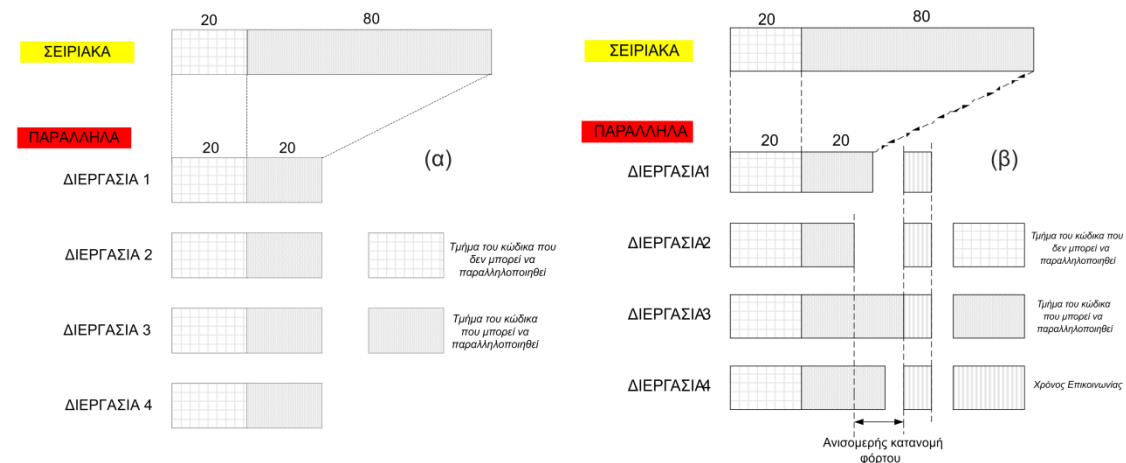 20 80
ΣΕΙΡΙΑΚΑ
ΠΑΡΑΛΛΗΛΑ
20 20
(α)
ΔΙΕΡΓΑΣΙΑ 1
ΔΙΕΡΓΑΣΙΑ 2
Τμήμα του κώδικα που
δεν μπορεί να
παραλληλοποιηθεί
ΔΙΕΡΓΑΣΙΑ 3
Τμήμα του κώδικα
που μπορεί να
παραλληλοποιηθεί
ΔΙΕΡΓΑΣΙΑ 4
20 80
ΣΕΙΡΙΑΚΑ
ΠΑΡΑΛΛΗΛΑ
20 20
(β)
ΔΙΕΡΓΑΣΙΑ1
ΔΙΕΡΓΑΣΙΑ2
Τμήμα του κώδικα που
δεν μπορεί να
παραλληλοποιηθεί
ΔΙΕΡΓΑΣΙΑ3
Τμήμα του κώδικα
που μπορεί να
παραλληλοποιηθεί
ΔΙΕΡΓΑΣΙΑ4
Χρόνος Επικοινωνίας
Ανισομερής κατανομή
φόρτου